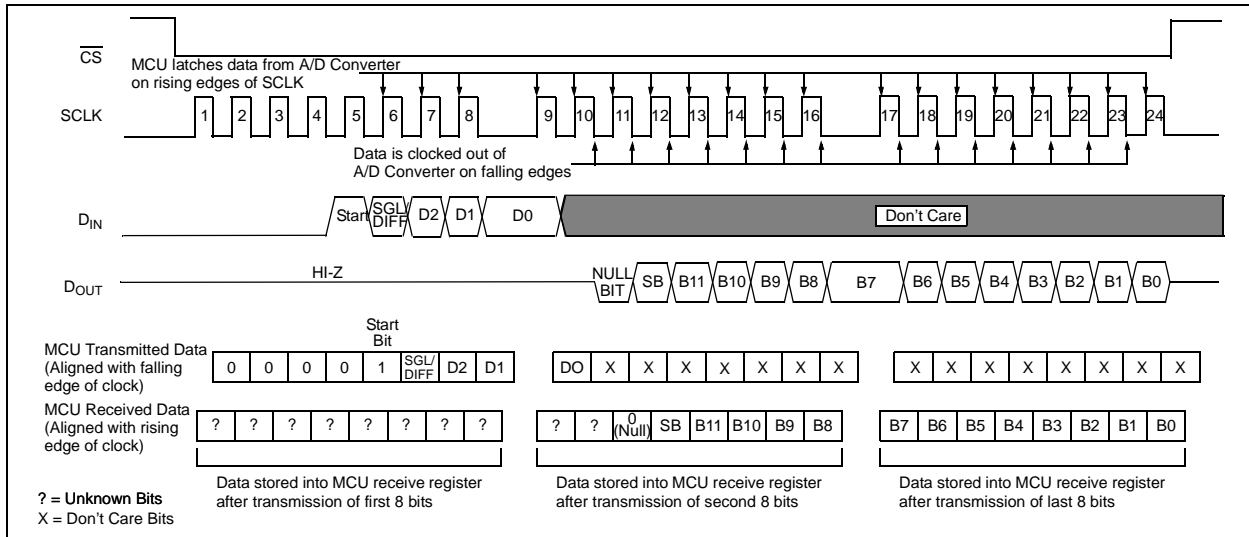 CS
MCU latches data from A/D Converter
on rising edges of SCLK
SCLK
1 2 3 4 5 6 7 8 9 10 11 12 13 14 15 16 17 18 19 20 21 22 23 24
Data is clocked out of
A/D Converter on falling edges
DIN
Start SGL/DIFF D2 D1 D0 Don't Care
HI-Z
DOUT
NULL BIT SB B11 B10 B9 B8 B7 B6 B5 B4 B3 B2 B1 B0
Start
Bit
MCU Transmitted Data
(Aligned with falling
edge of clock)
0 0 0 0 1 SGL/DIFF D2 D1 DO X X X X X X X X X X X X X X X
MCU Received Data
(Aligned with rising
edge of clock)
? ? ? ? ? ? ? ? ? ? 0 (Null) SB B11 B10 B9 B8 B7 B6 B5 B4 B3 B2 B1 B0
Data stored into MCU receive register
after transmission of first 8 bits
Data stored into MCU receive register
after transmission of second 8 bits
Data stored into MCU receive register
after transmission of last 8 bits
? = Unknown Bits
X = Don't Care Bits